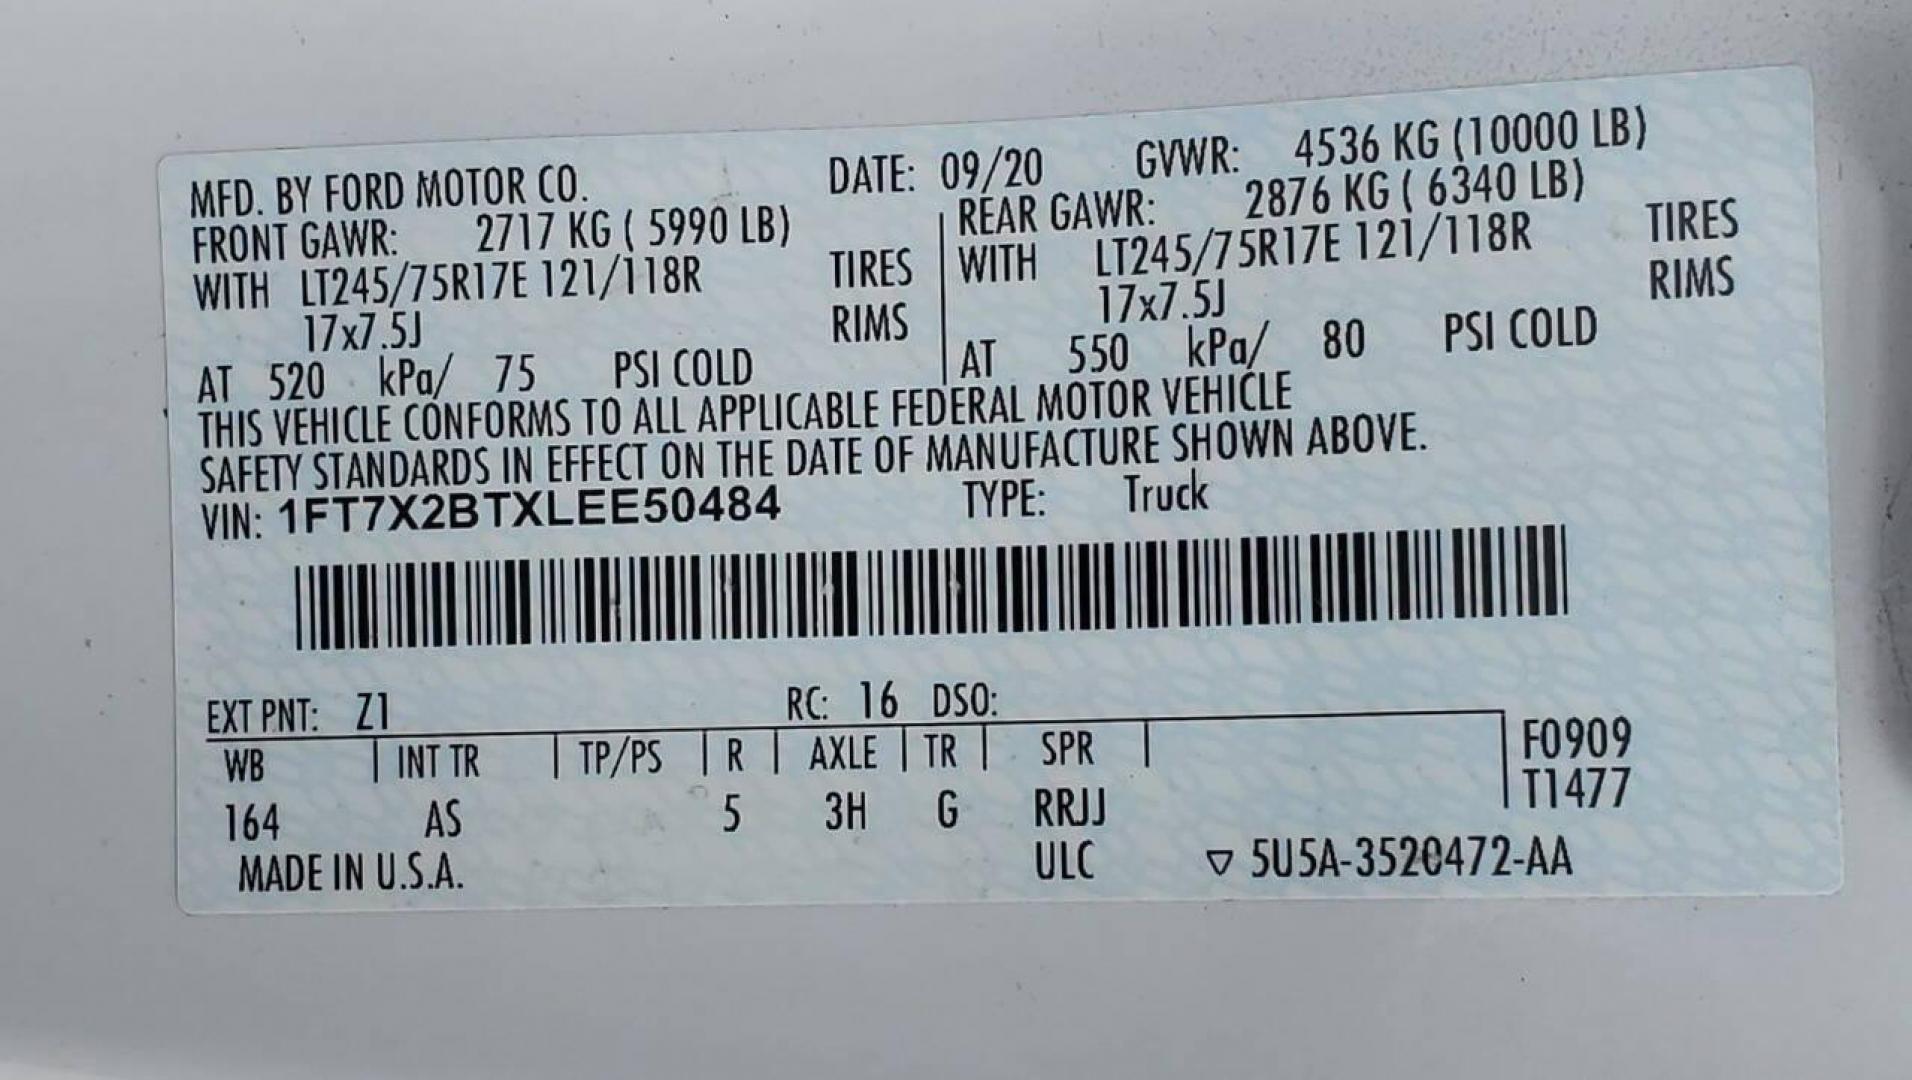 MFD. BY FORD MOTOR CO. DATE: 09/20 GVWR: 4536 KG (10000 LB)
FRONT GAWR: 2717 KG ( 5990 LB) REAR GAWR: 2876 KG ( 6340 LB)
WITH LT245/75R17E 121/118R TIRES WITH LT245/75R17E 121/118R TIRES
17x7.5J RIMS 17x7.5J RIMS
AT 520 kPa/ 75 PSI COLD AT 550 kPa/ 80 PSI COLD
THIS VEHICLE CONFORMS TO ALL APPLICABLE FEDERAL MOTOR VEHICLE
SAFETY STANDARDS IN EFFECT ON THE DATE OF MANUFACTURE SHOWN ABOVE.
VIN: 1FT7X2BTXLEE50484 TYPE: Truck
EXT PNT: Z1 RC: 16 DSO:
WB INT TR TP/PS R AXLE TR SPR F0909
T1477
164 AS 5 3H G RRJJ
MADE IN U.S.A. ULC ▽ 5U5A-3520472-AA